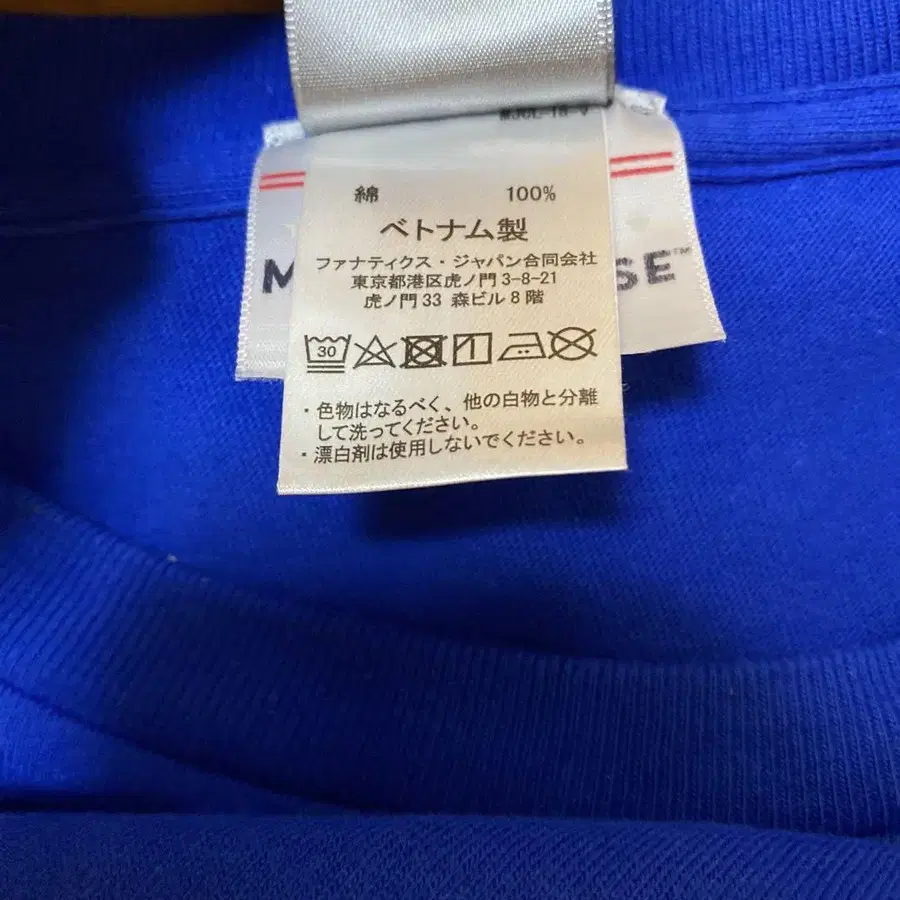 綿 100%
ベトナム製
ファナティクス・ジャパン合同会社
東京都港区虎ノ門3-8-21
虎ノ門33 森ビル8階
30
・色物はなるべく、他の白物と分離
して洗ってください。
・漂白剤は使用しないでください。
M
SE™